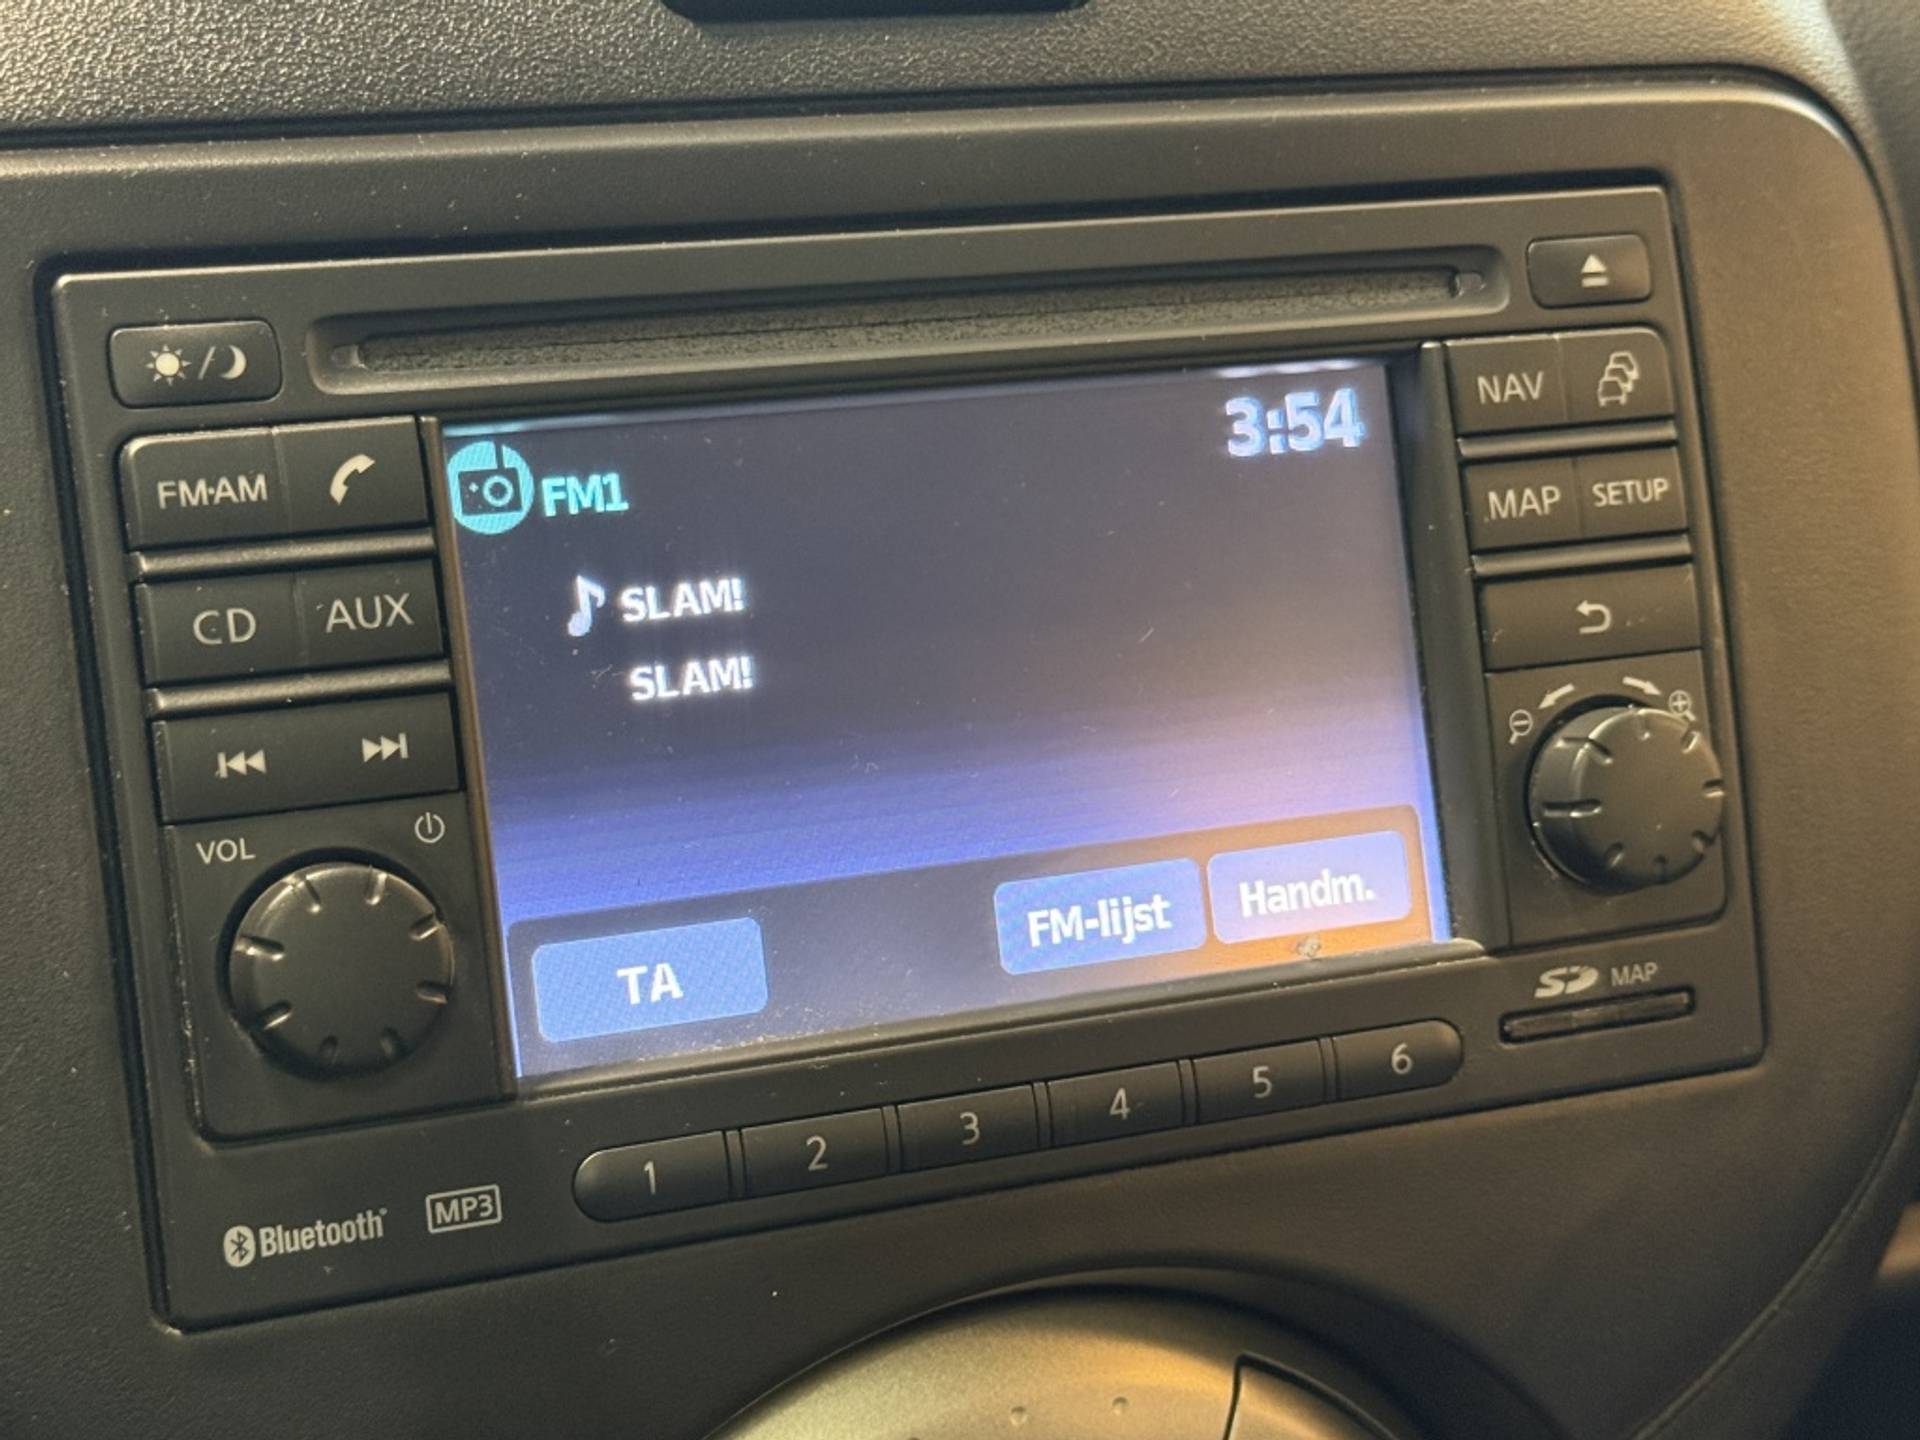 3:54
FM1
SLAM!
SLAM!
TA
FM-lijst
Handm.
FM·AM
CD
AUX
VOL
NAV
MAP
SETUP
SD MAP
1 2 3 4 5 6
Bluetooth
MP3